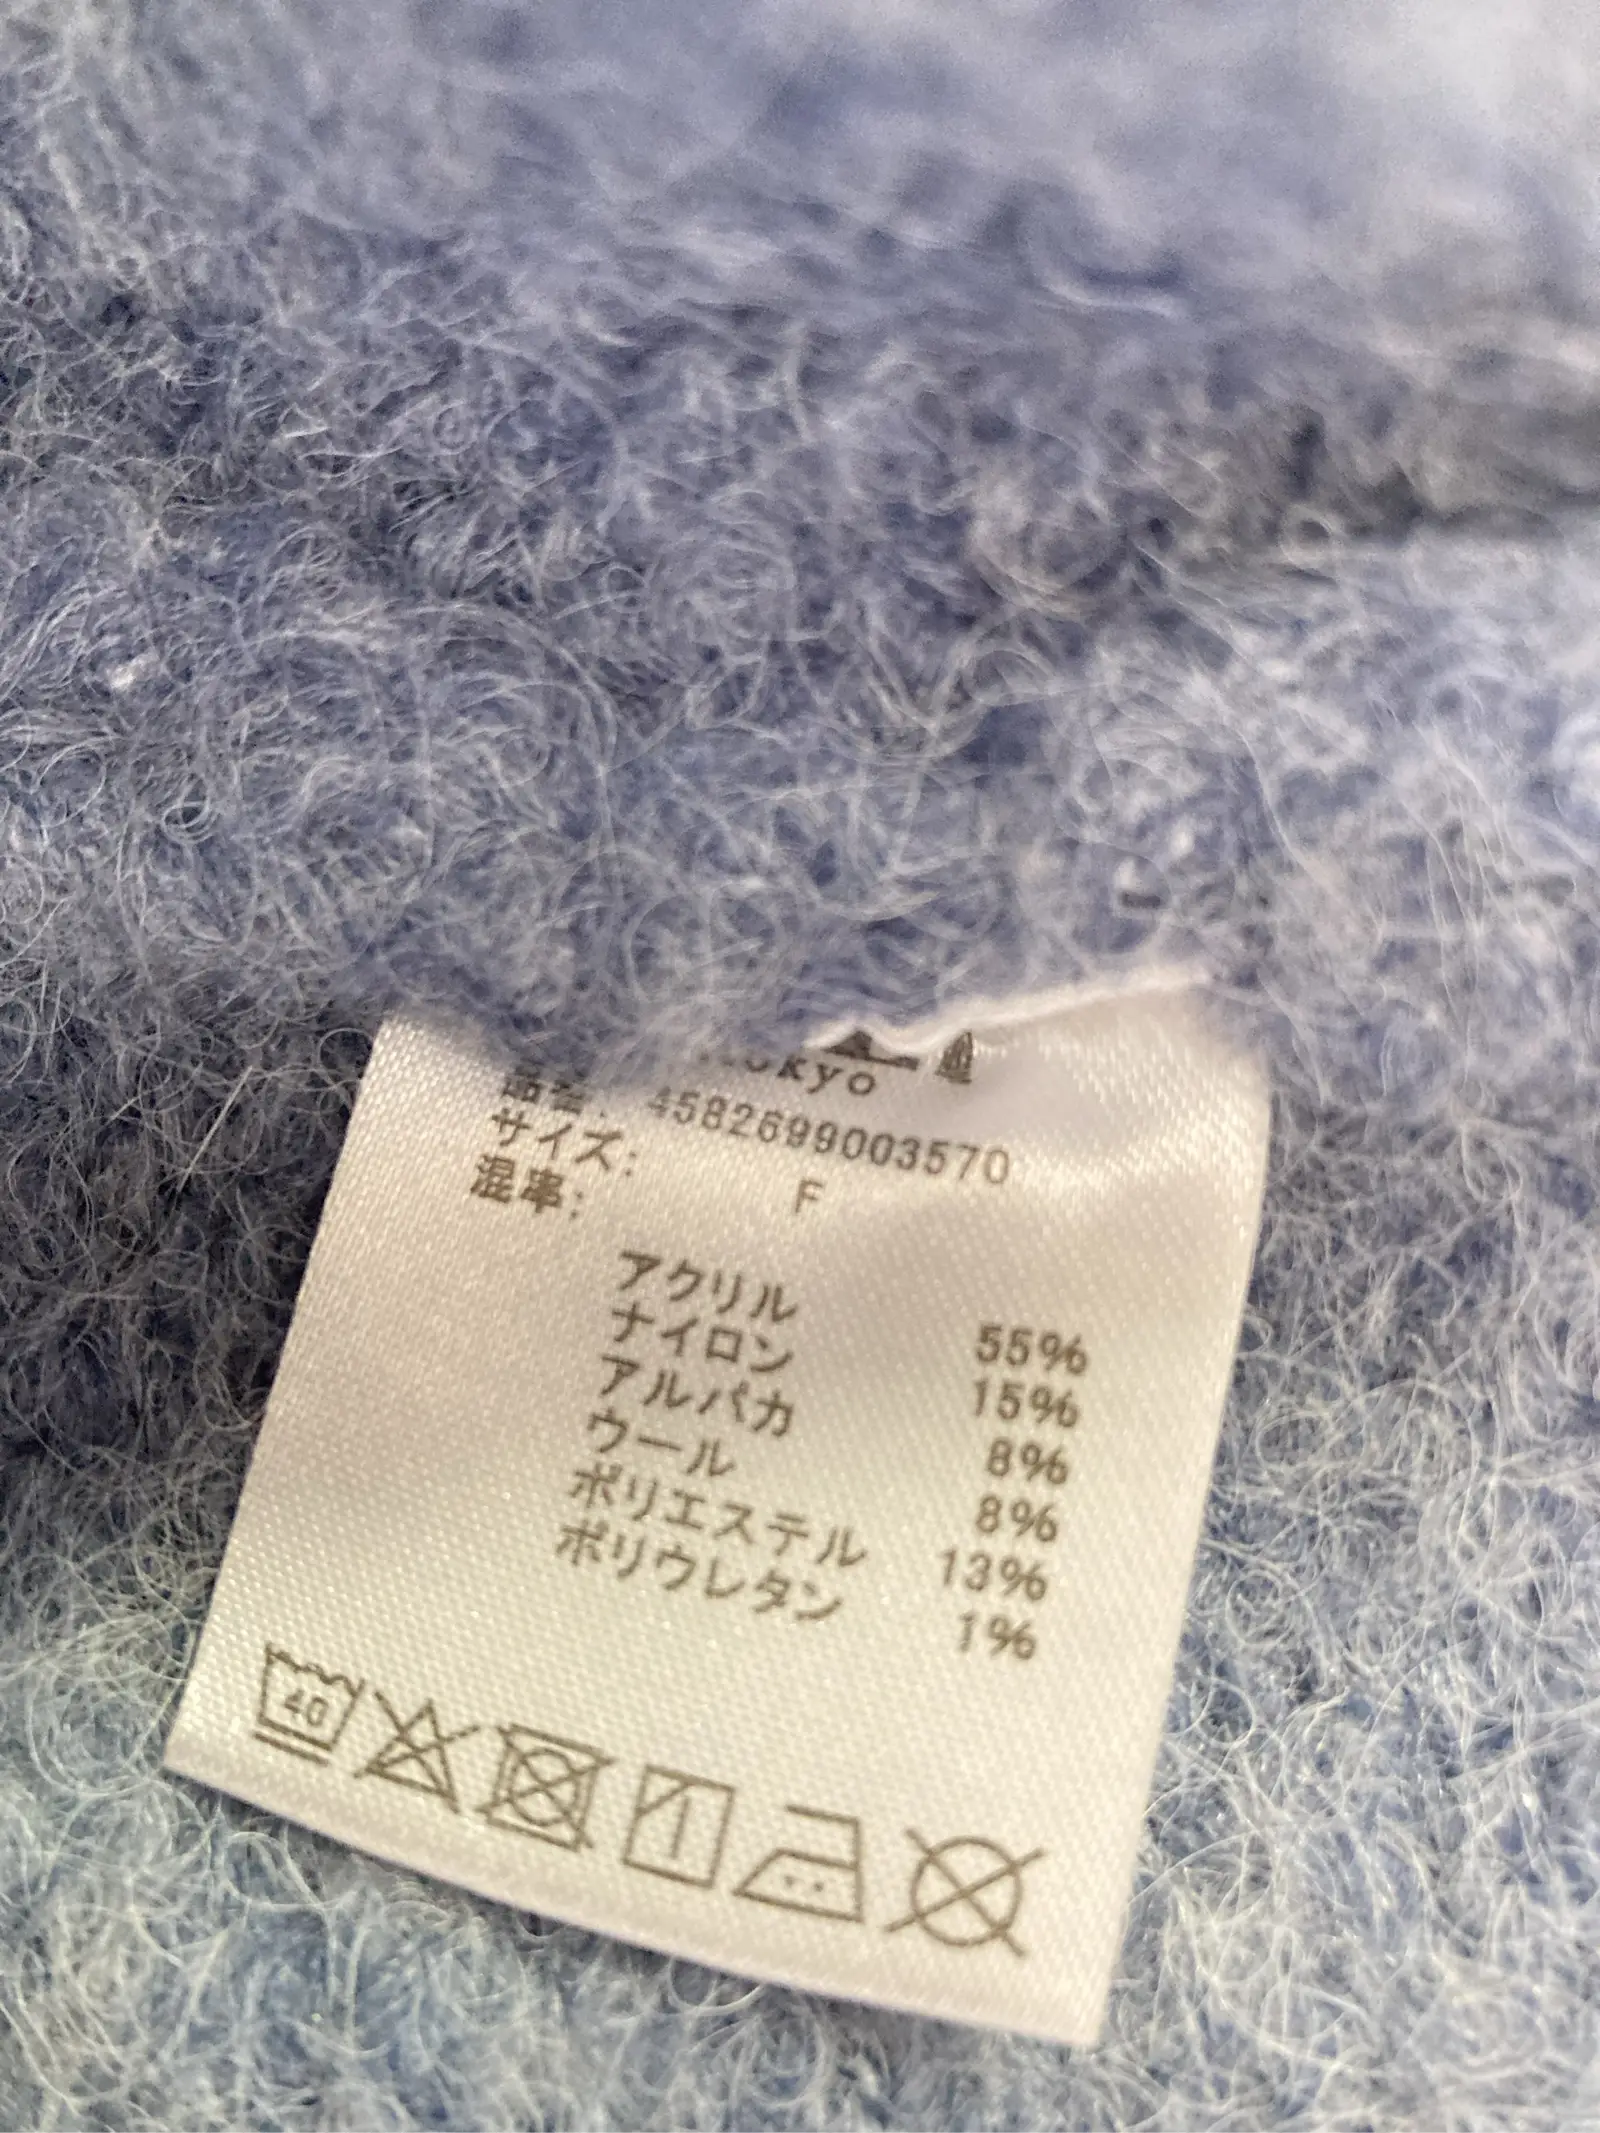 kyo
品番: 4582699003570
サイズ: F
混率:
アクリル 55%
ナイロン 15%
アルパカ 8%
ウール 8%
ポリエステル 13%
ポリウレタン 1%
40